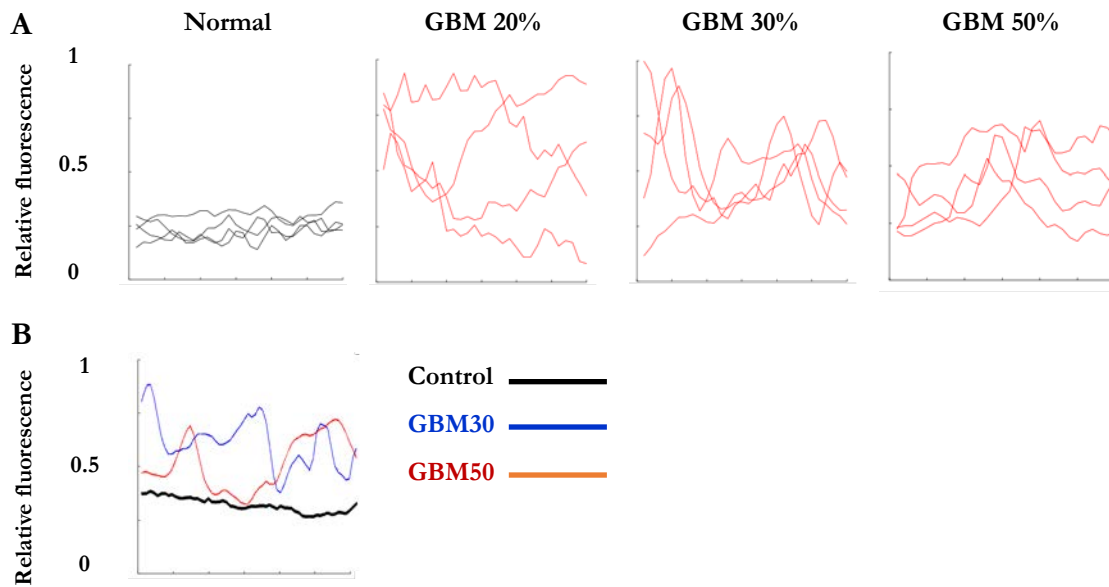 A
Normal
GBM 20%
GBM 30%
GBM 50%
Relative fluorescence
1
0.5
0
B
Relative fluorescence
1
0.5
0
Control
GBM30
GBM50